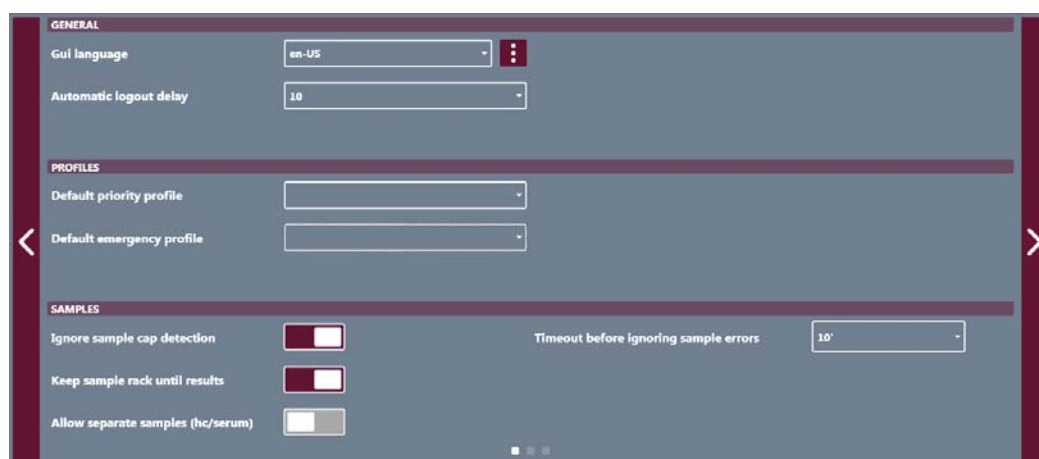 GENERAL
Gui language
en-US
Automatic logout delay
10
PROFILES
Default priority profile
Default emergency profile
SAMPLES
Ignore sample cap detection
Timeout before ignoring sample errors
10'
Keep sample rack until results
Allow separate samples (hc/serum)